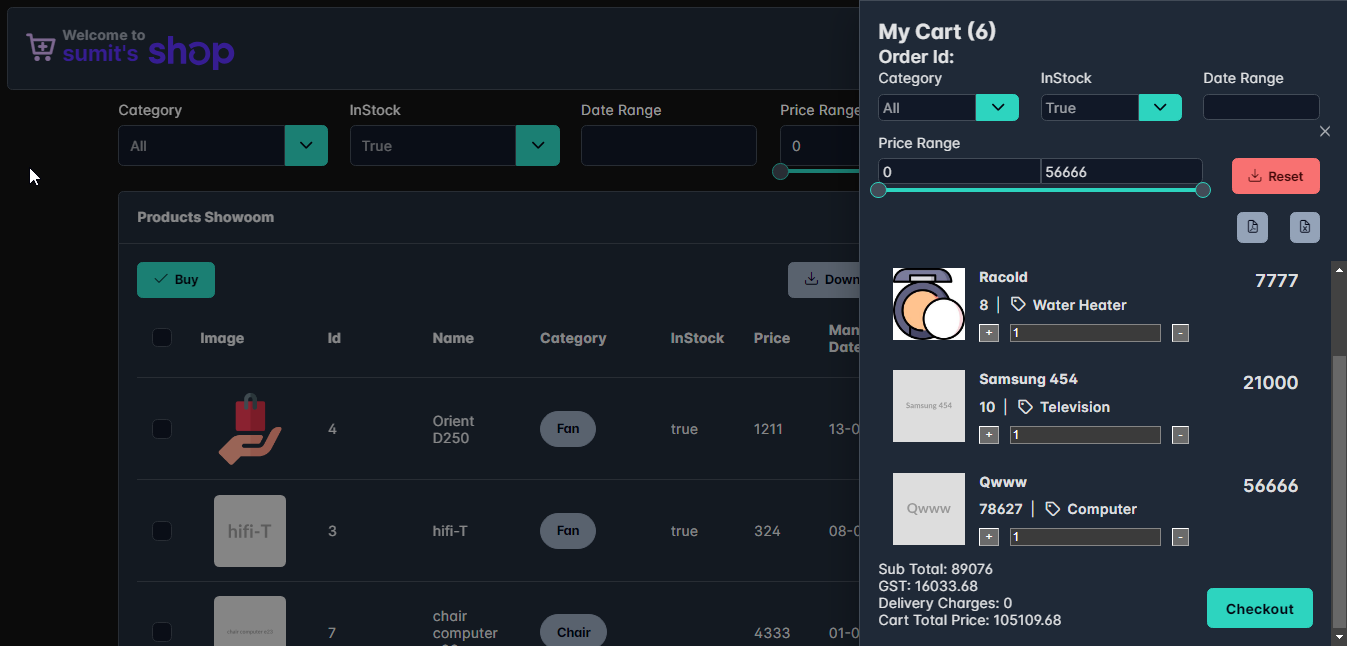 Welcome to
sumit's shop
Category
InStock
Date Range
Price Range
All
True
0
Products Showoom
Buy
Down
Image Id Name Category InStock Price Man
Date
4 Orient
D250 Fan true 1211 13-0
hifi-T 3 hifi-T Fan true 324 08-0
7 chair
computer
Chair 4333 01-0
My Cart (6)
Order Id:
Category InStock Date Range
All True
Price Range
0 56666
Reset
Racold 7777
8 | Water Heater
+ 1 -
Samsung 454
Samsung 454 21000
10 | Television
+ 1 -
Qwww
Qwww 56666
78627 | Computer
+ 1 -
Sub Total: 89076
GST: 16033.68
Delivery Charges: 0
Cart Total Price: 105109.68
Checkout